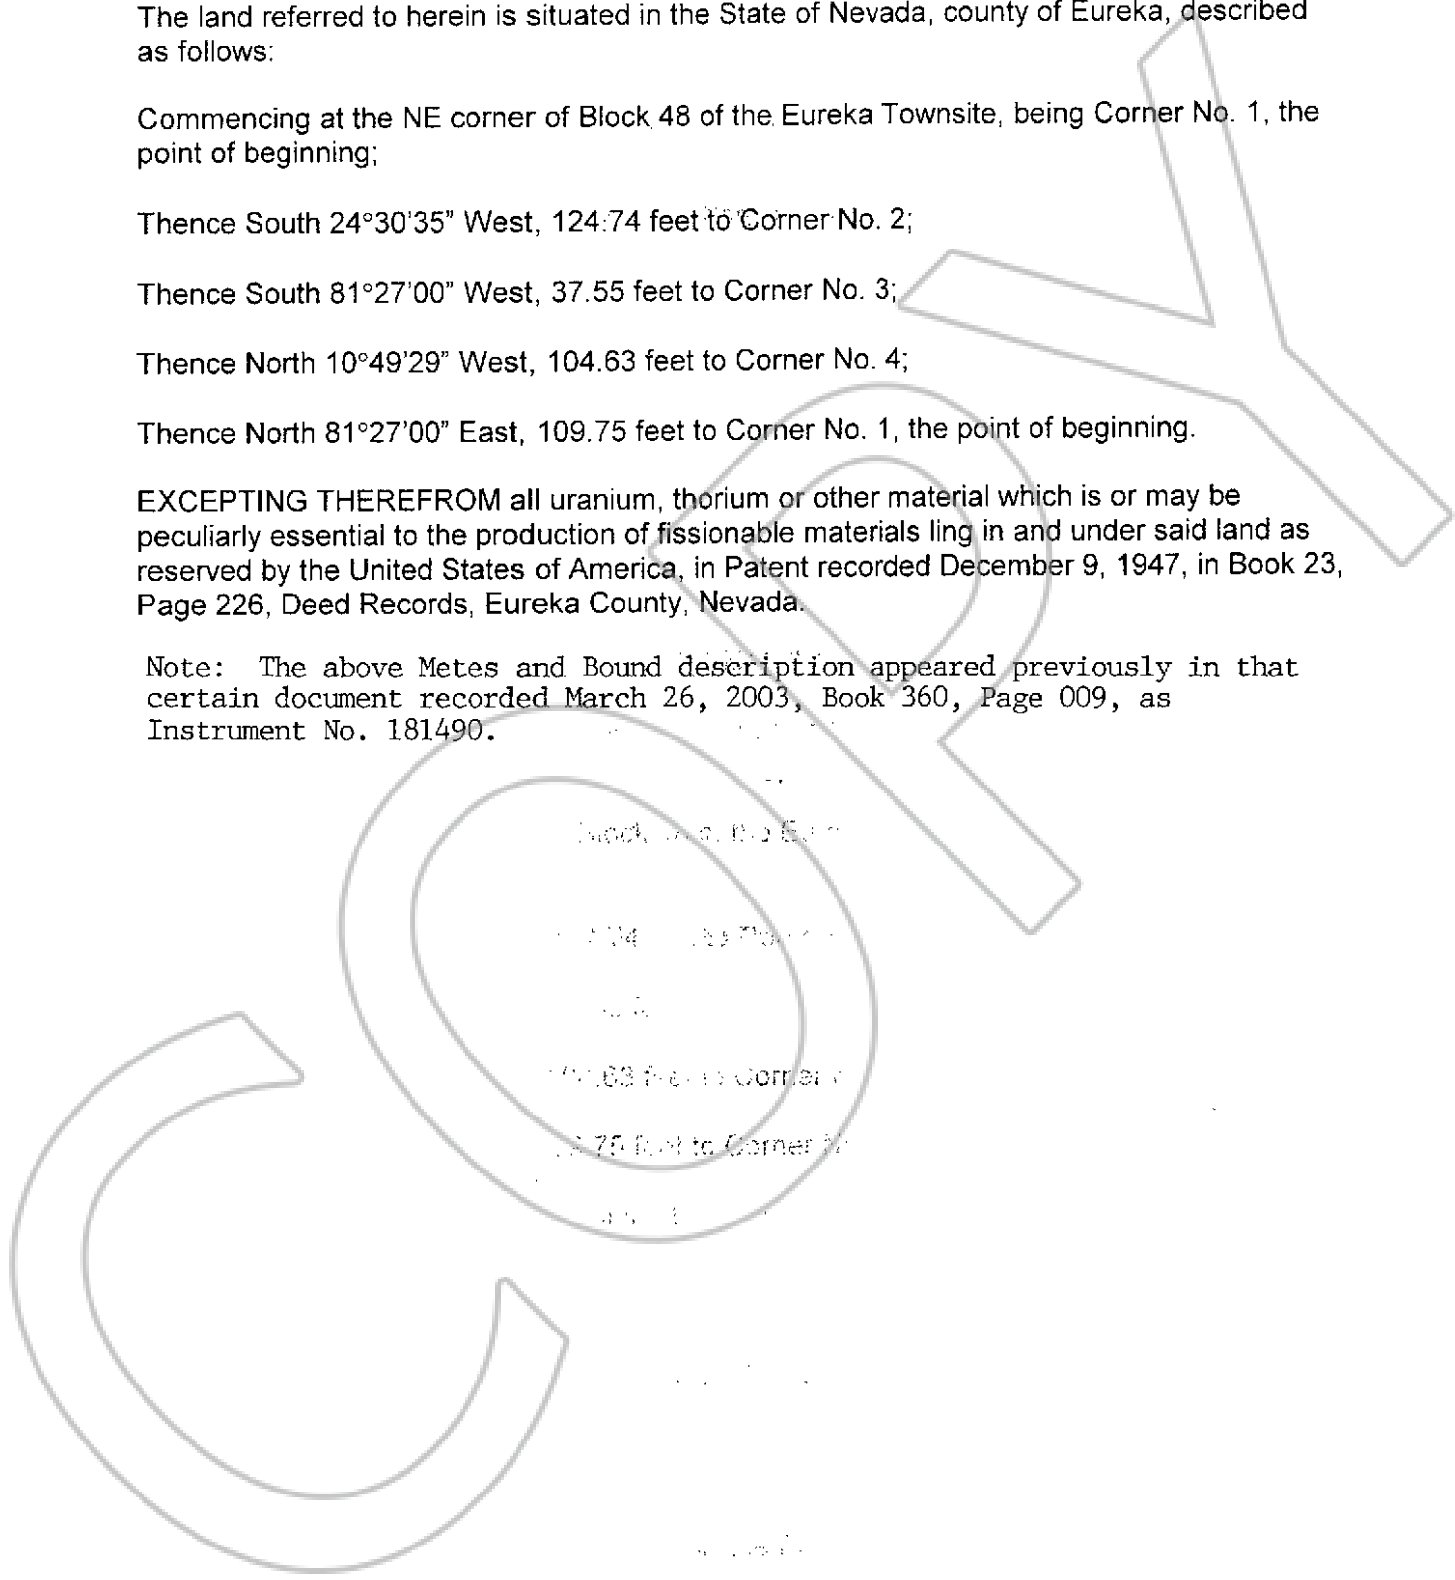 The land referred to herein is situated in the State of Nevada, county of Eureka, described
as follows:
Commencing at the NE corner of Block 48 of the Eureka Townsite, being Corner No. 1, the
point of beginning;
Thence South 24°30'35" West, 124.74 feet to Corner No. 2;
Thence South 81°27'00" West, 37.55 feet to Corner No. 3;
Thence North 10°49'29" West, 104.63 feet to Corner No. 4;
Thence North 81°27'00" East, 109.75 feet to Corner No. 1, the point of beginning.
EXCEPTING THEREFROM all uranium, thorium or other material which is or may be
peculiarly essential to the production of fissionable materials ling in and under said land as
reserved by the United States of America, in Patent recorded December 9, 1947, in Book 23,
Page 226, Deed Records, Eureka County, Nevada.
Note: The above Metes and Bound description appeared previously in that
certain document recorded March 26, 2003, Book 360, Page 009, as
Instrument No. 181490.
COPY